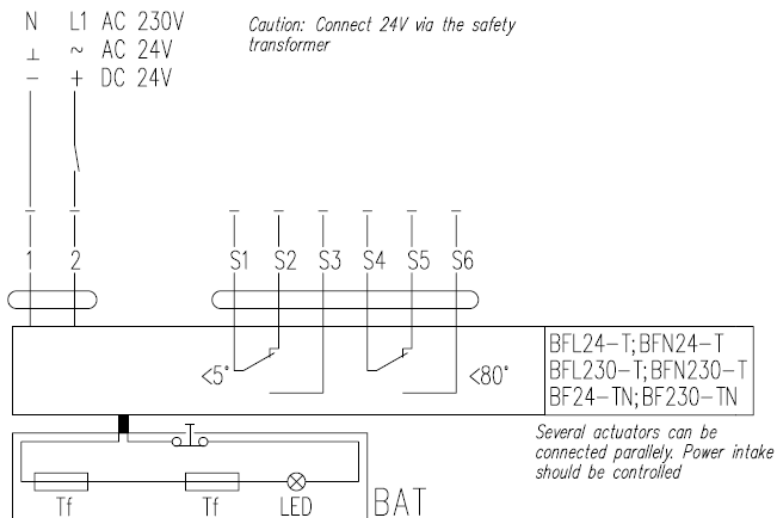 N L1 AC 230V
⊥ ~ AC 24V
− + DC 24V
Caution: Connect 24V via the safety
transformer
1 2 S1 S2 S3 S4 S5 S6
<5° <80°
BFL24-T;BFN24-T
BFL230-T;BFN230-T
BF24-TN;BF230-TN
Several actuators can be
connected parallely. Power intake
should be controlled
Tf Tf LED BAT